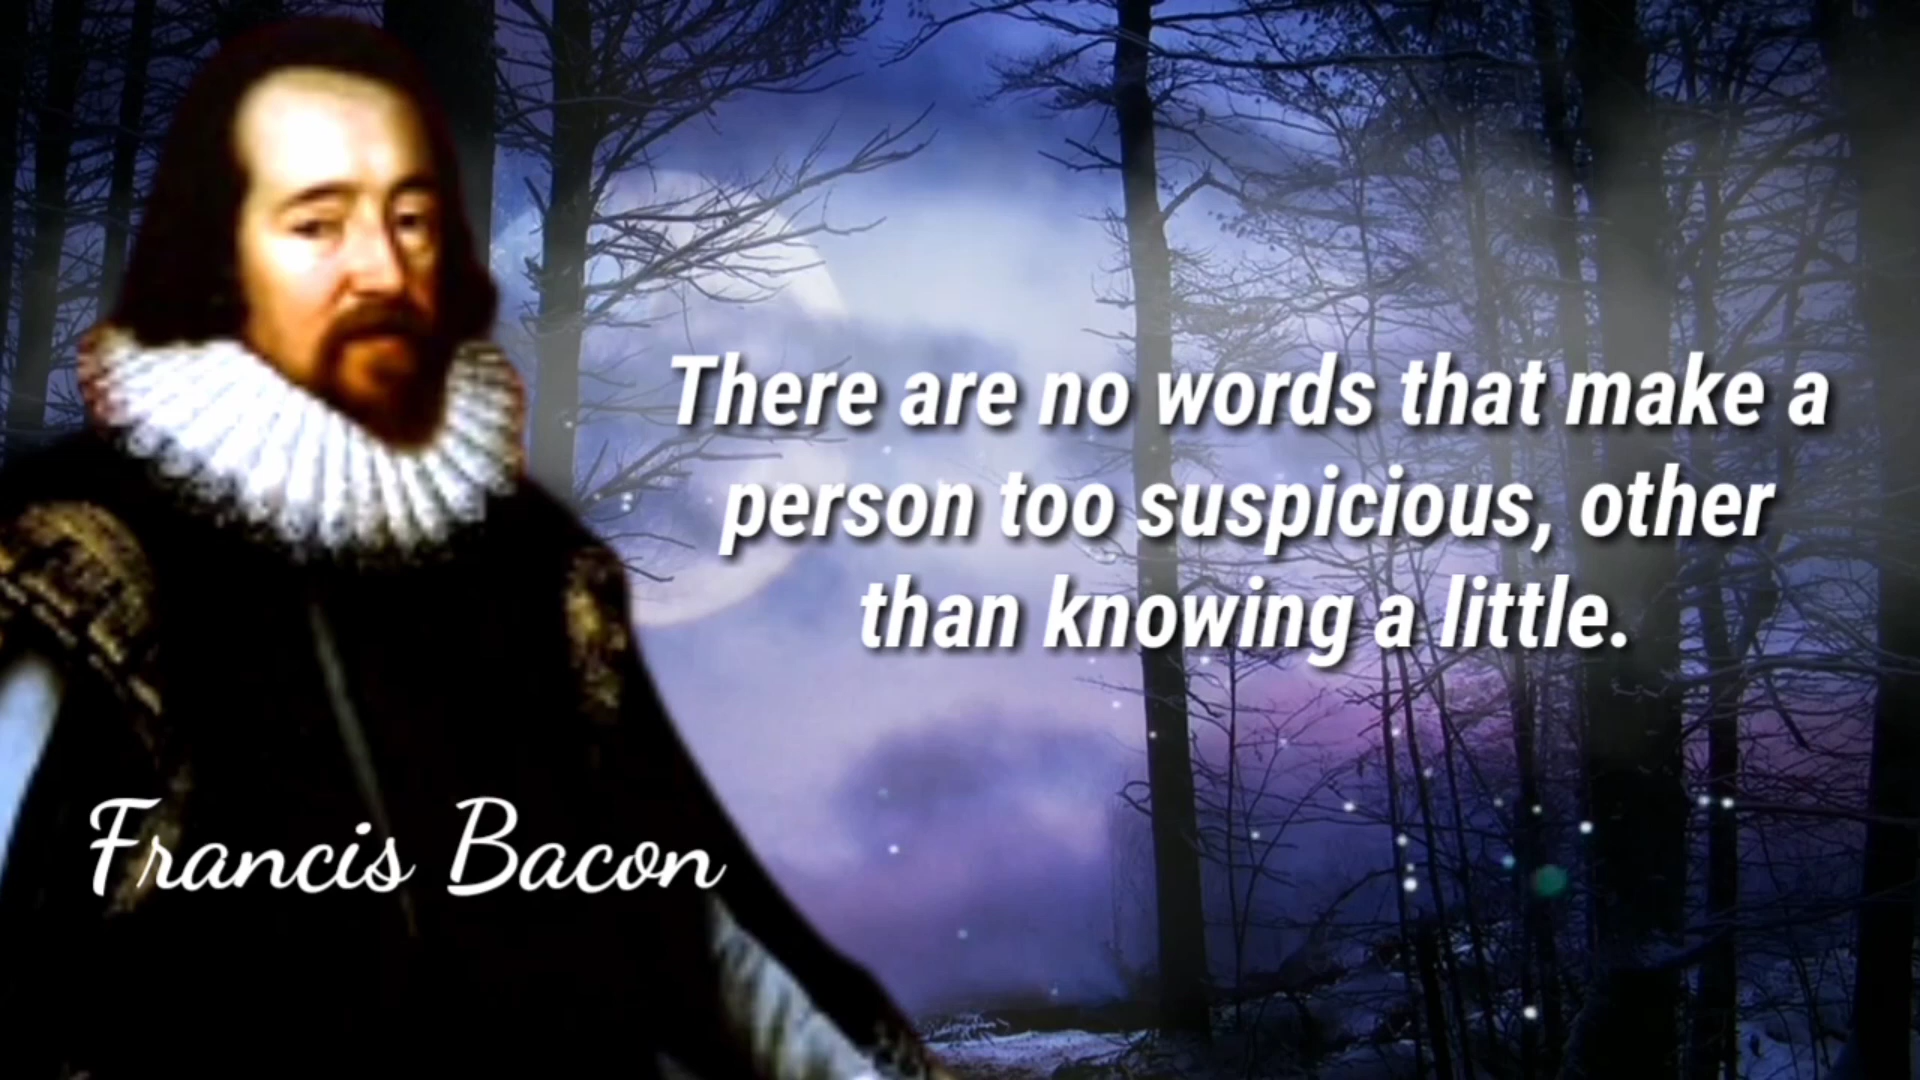 There are no words that make a
person too suspicious, other
than knowing a little.
Francis Bacon